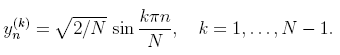 $y_n^{(k)} = \sqrt{2/N} \, \sin \frac{k\pi n}{N}, \quad k = 1, \ldots, N - 1.$